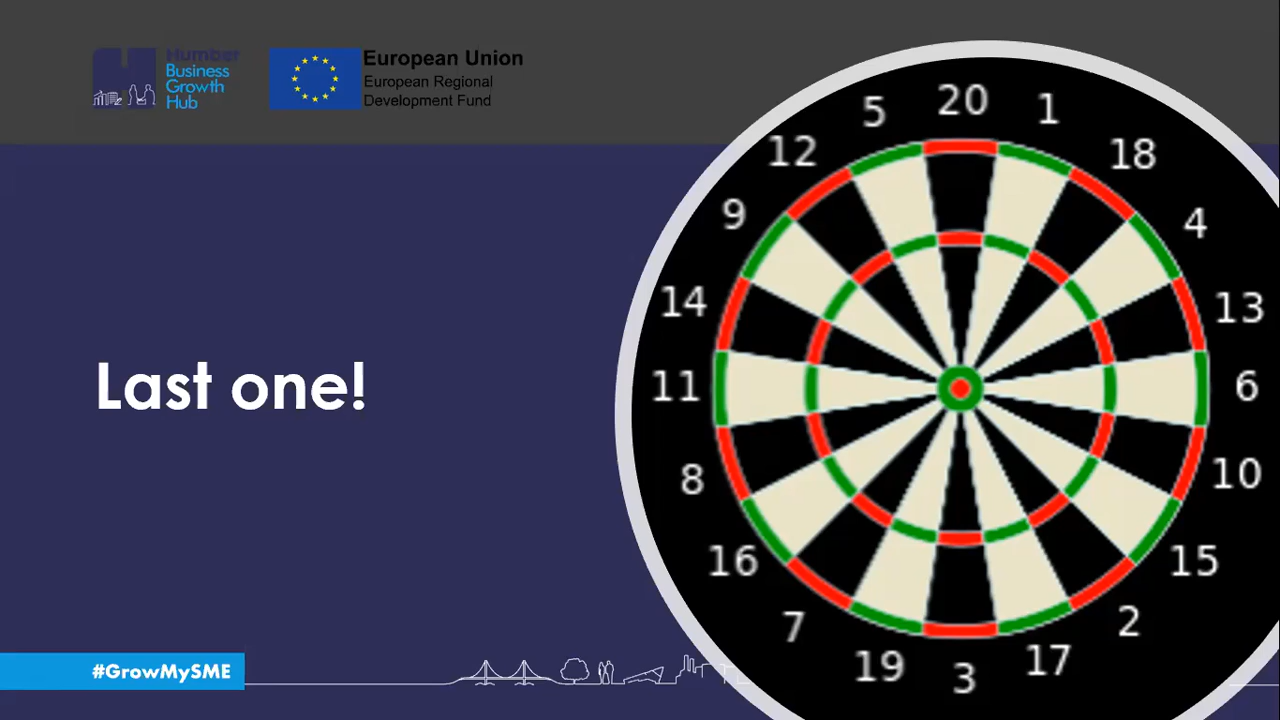 Humber
Business
Growth
Hub
European Union
European Regional
Development Fund
Last one!
20
1
18
4
13
6
10
15
2
17
3
19
7
16
8
11
14
9
12
5
#GrowMySME